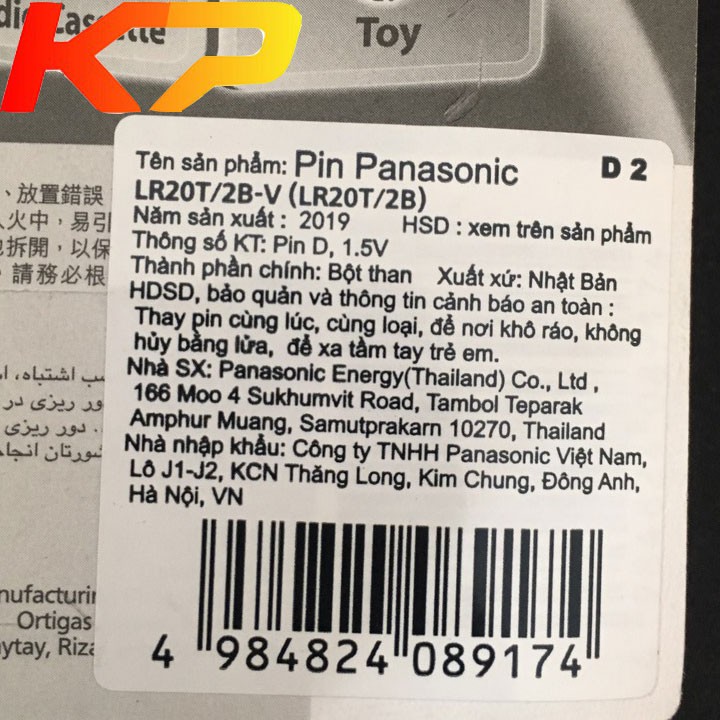 Toy
KP
、放置錯誤
火中，易引
拆開，以保
請務必根
Tên sản phẩm: Pin Panasonic D 2
LR20T/2B-V (LR20T/2B)
Năm sản xuất : 2019 HSD : xem trên sản phẩm
Thông số KT: Pin D, 1.5V
Thành phần chính: Bột than Xuất xứ: Nhật Bản
HDSD, bảo quản và thông tin cảnh báo an toàn :
Thay pin cùng lúc, cùng loại, để nơi khô ráo, không
hủy bằng lửa, để xa tầm tay trẻ em.
Nhà SX: Panasonic Energy(Thailand) Co., Ltd ,
166 Moo 4 Sukhumvit Road, Tambol Teparak
Amphur Muang, Samutprakarn 10270, Thailand
Nhà nhập khẩu: Công ty TNHH Panasonic Việt Nam,
Lô J1-J2, KCN Thăng Long, Kim Chung, Đông Anh,
Hà Nội, VN
اشتباه،
ریزی در
دور ریزی
Ortigas
4 984824 089174